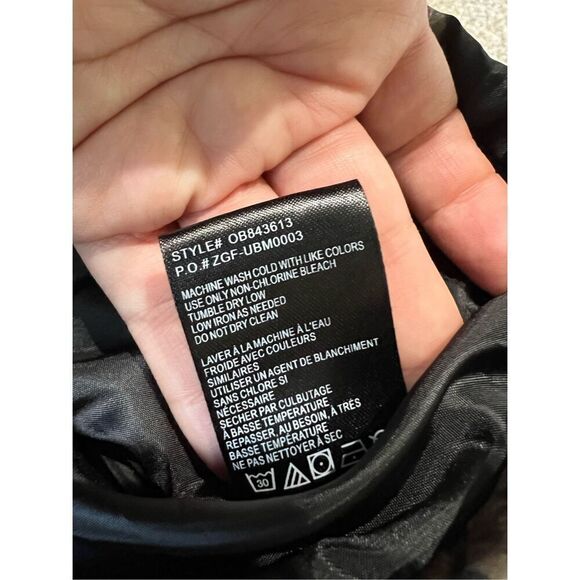 STYLE# OB843613
P.O.# ZGF-UBM0003
MACHINE WASH COLD WITH LIKE COLORS
USE ONLY NON-CHLORINE BLEACH
TUMBLE DRY LOW
LOW IRON AS NEEDED
DO NOT DRY CLEAN
LAVER À LA MACHINE À L'EAU
FROIDE AVEC COULEURS
SIMILAIRES
UTILISER UN AGENT DE BLANCHIMENT
SANS CHLORE SI
NÉCESSAIRE
SÉCHER PAR CULBUTAGE
À BASSE TEMPÉRATURE
REPASSER, AU BESOIN, À TRÈS
BASSE TEMPÉRATURE
NE PAS NETTOYER À SEC
30